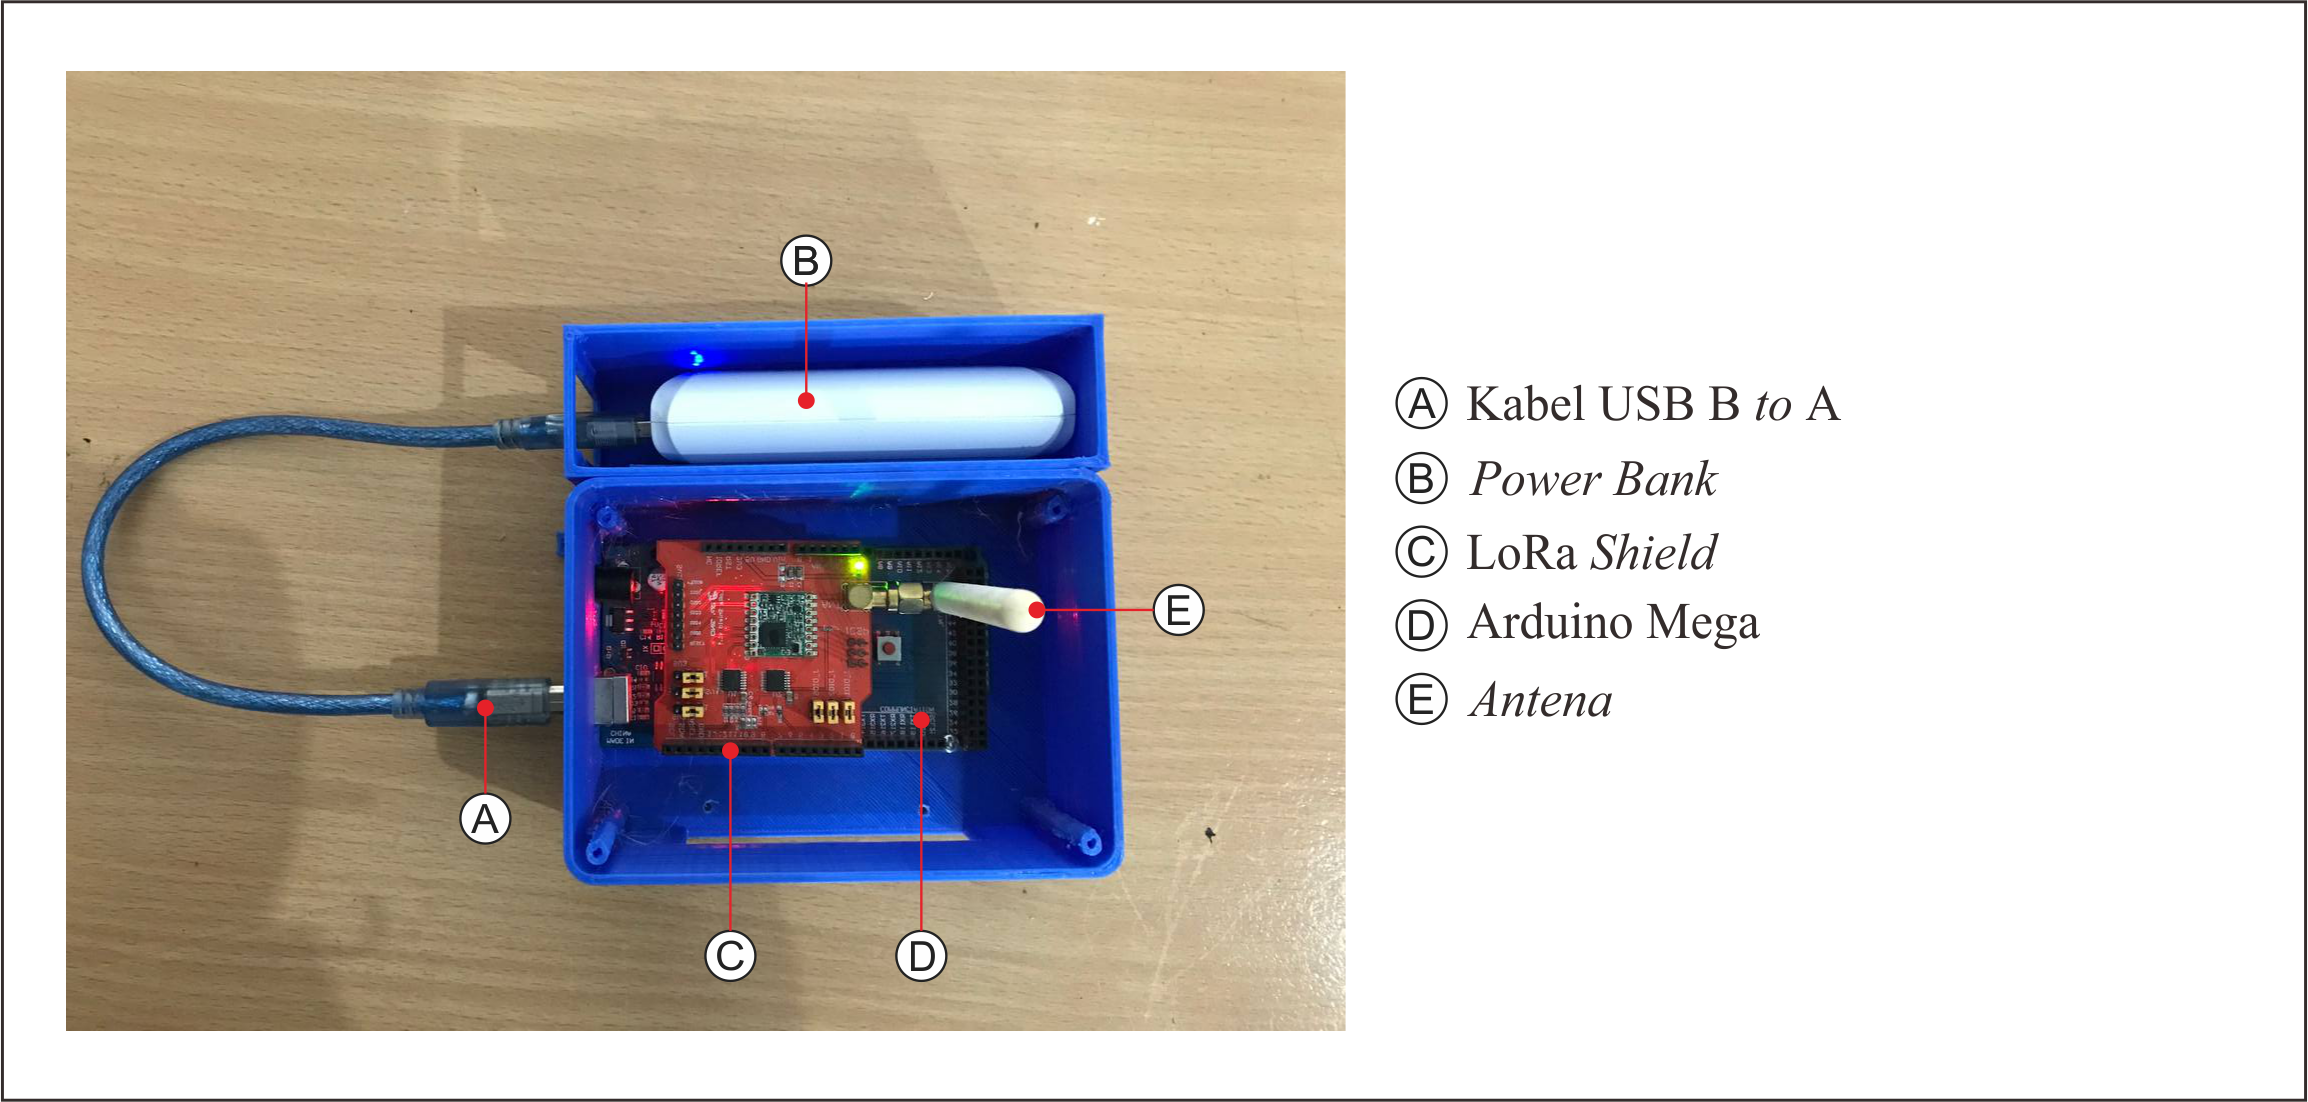 B
E
A
C
D
A Kabel USB B to A
B Power Bank
C LoRa Shield
D Arduino Mega
E Antena